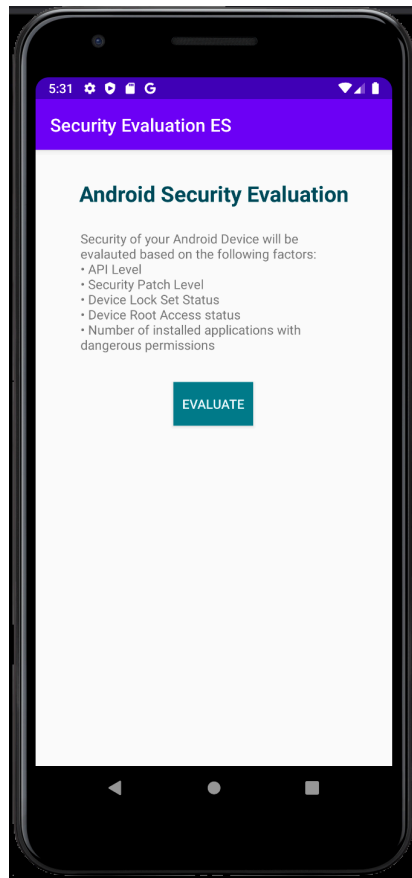 5:31
Security Evaluation ES
Android Security Evaluation
Security of your Android Device will be
evalauted based on the following factors:
• API Level
• Security Patch Level
• Device Lock Set Status
• Device Root Access status
• Number of installed applications with
dangerous permissions
EVALUATE